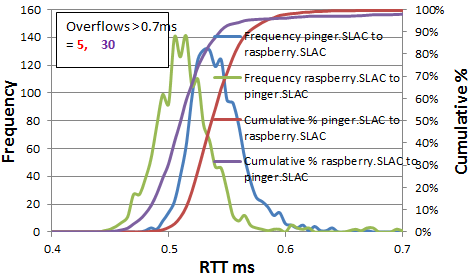 Overflows>0.7ms
= 5, 30
160
140
120
100
80
60
40
20
0
Frequency
0.4
0.5
0.6
0.7
RTT ms
100%
90%
80%
70%
60%
50%
40%
30%
20%
10%
0%
Cumulative %
Frequency pinger.SLAC to
raspberry.SLAC
Frequency raspberry.SLAC to
pinger.SLAC
Cumulative % pinger.SLAC to
raspberry.SLAC
Cumulative % raspberry.SLAC to
pinger.SLAC